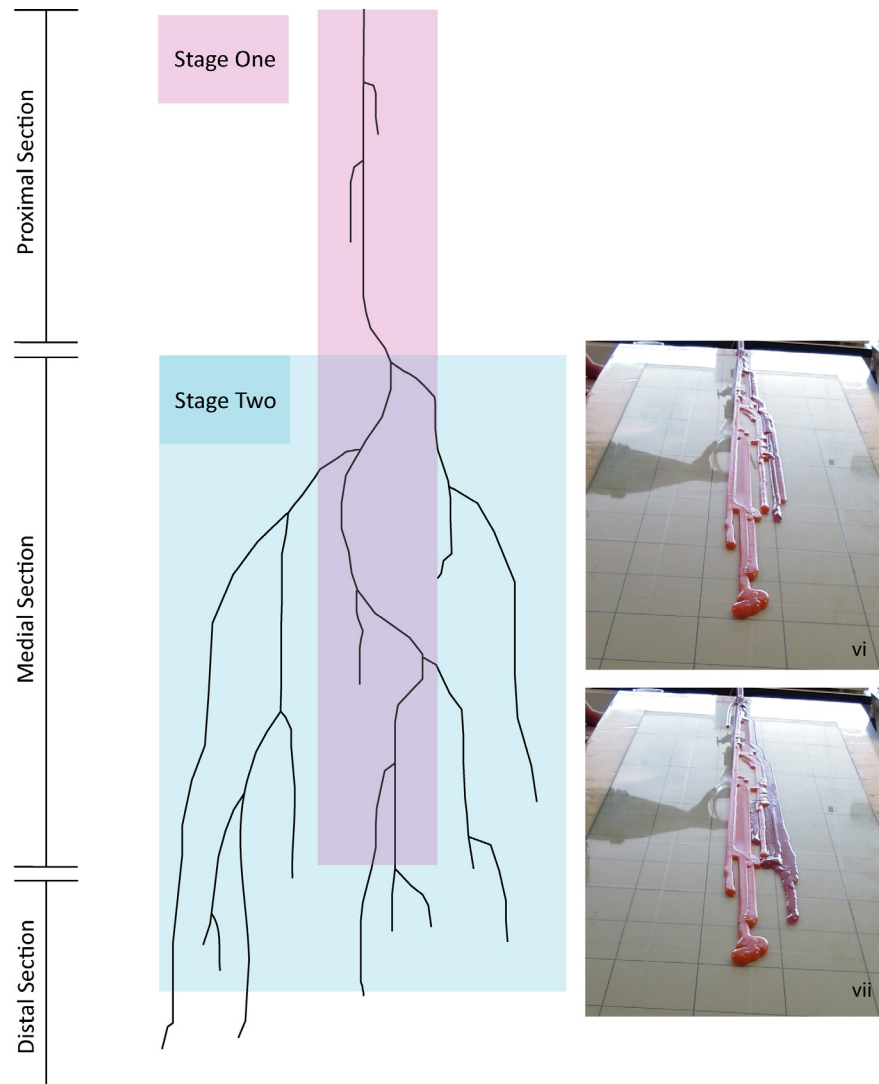 Proximal Section
Stage One
Medial Section
Stage Two
Distal Section
vi
vii